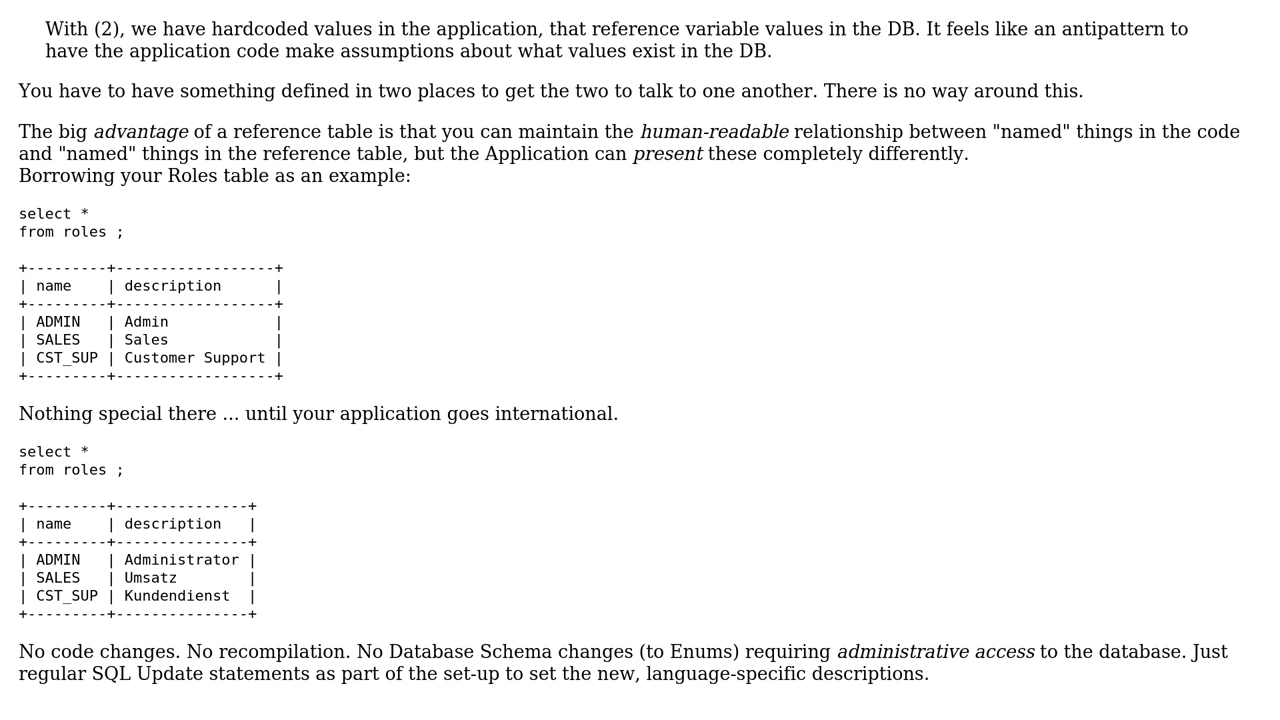 With (2), we have hardcoded values in the application, that reference variable values in the DB. It feels like an antipattern to
have the application code make assumptions about what values exist in the DB.
You have to have something defined in two places to get the two to talk to one another. There is no way around this.
The big advantage of a reference table is that you can maintain the human-readable relationship between "named" things in the code
and "named" things in the reference table, but the Application can present these completely differently.
Borrowing your Roles table as an example:
select *
from roles ;
+---------+------------------+
| name    | description      |
+---------+------------------+
| ADMIN   | Admin            |
| SALES   | Sales            |
| CST_SUP | Customer Support |
+---------+------------------+
Nothing special there ... until your application goes international.
select *
from roles ;
+---------+---------------+
| name    | description   |
+---------+---------------+
| ADMIN   | Administrator |
| SALES   | Umsatz        |
| CST_SUP | Kundendienst  |
+---------+---------------+
No code changes. No recompilation. No Database Schema changes (to Enums) requiring administrative access to the database. Just
regular SQL Update statements as part of the set-up to set the new, language-specific descriptions.